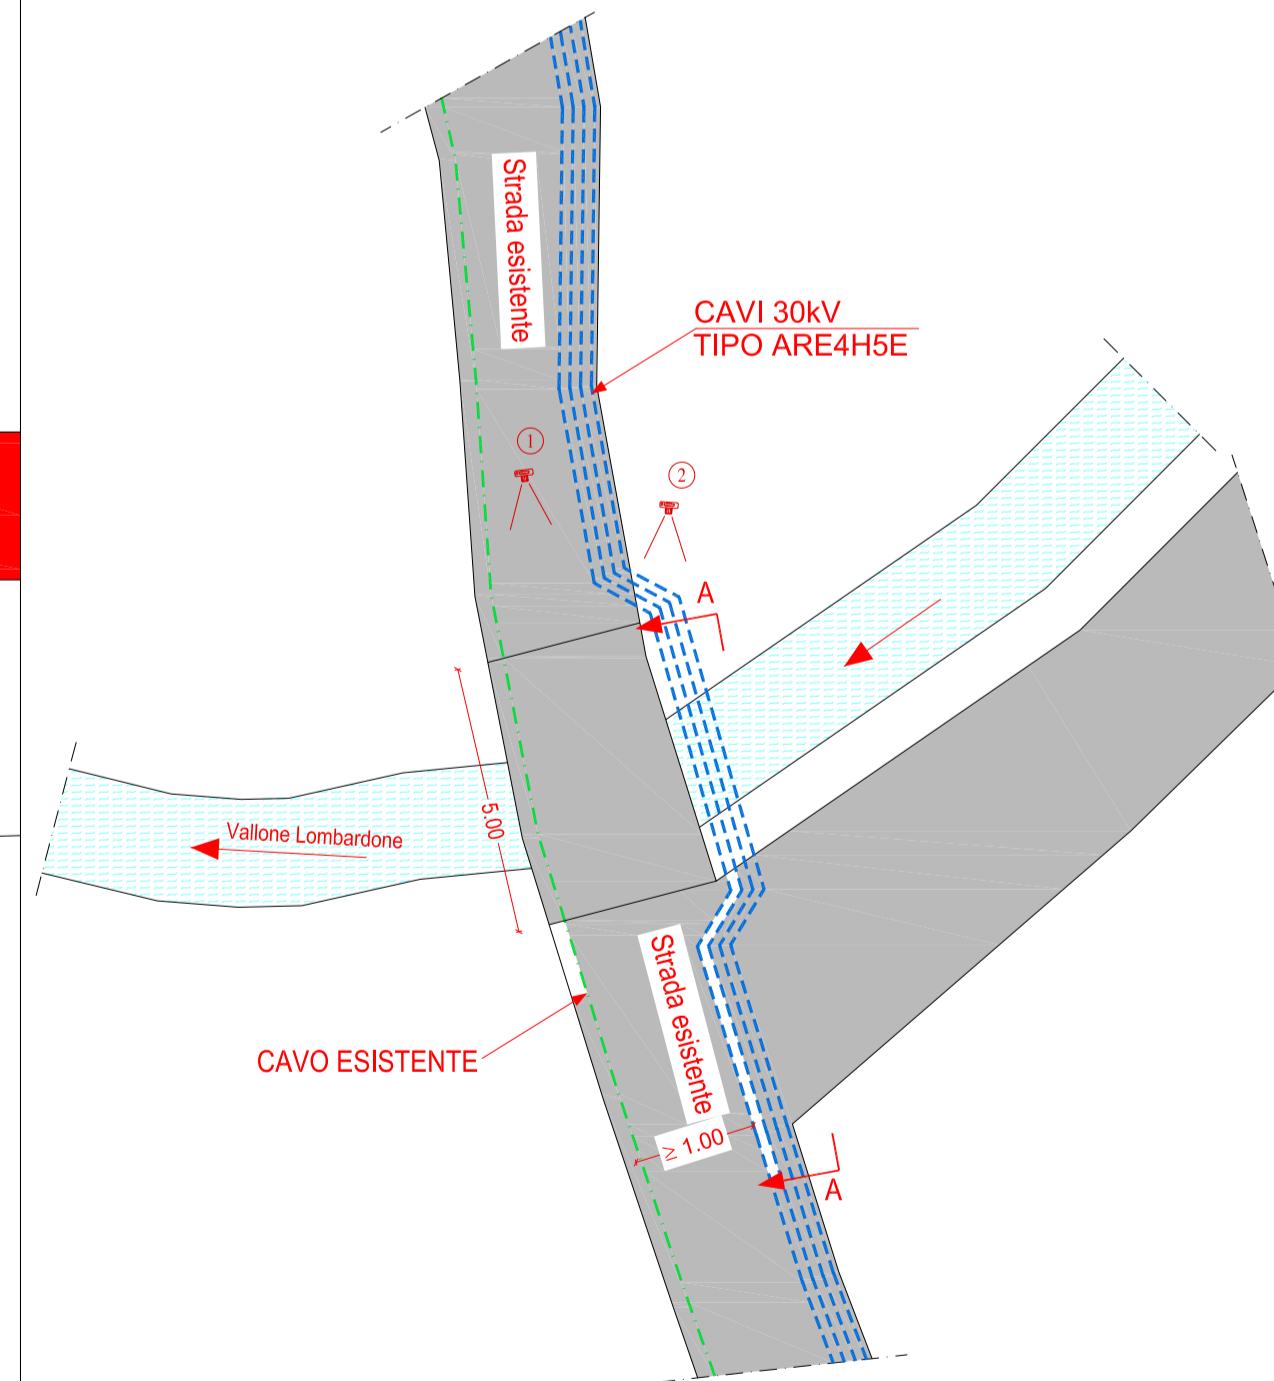 Strada esistente
CAVI 30kV
TIPO ARE4H5E
1
2
A
5.00
Vallone Lombardone
Strada esistente
CAVO ESISTENTE
≥ 1.00
A